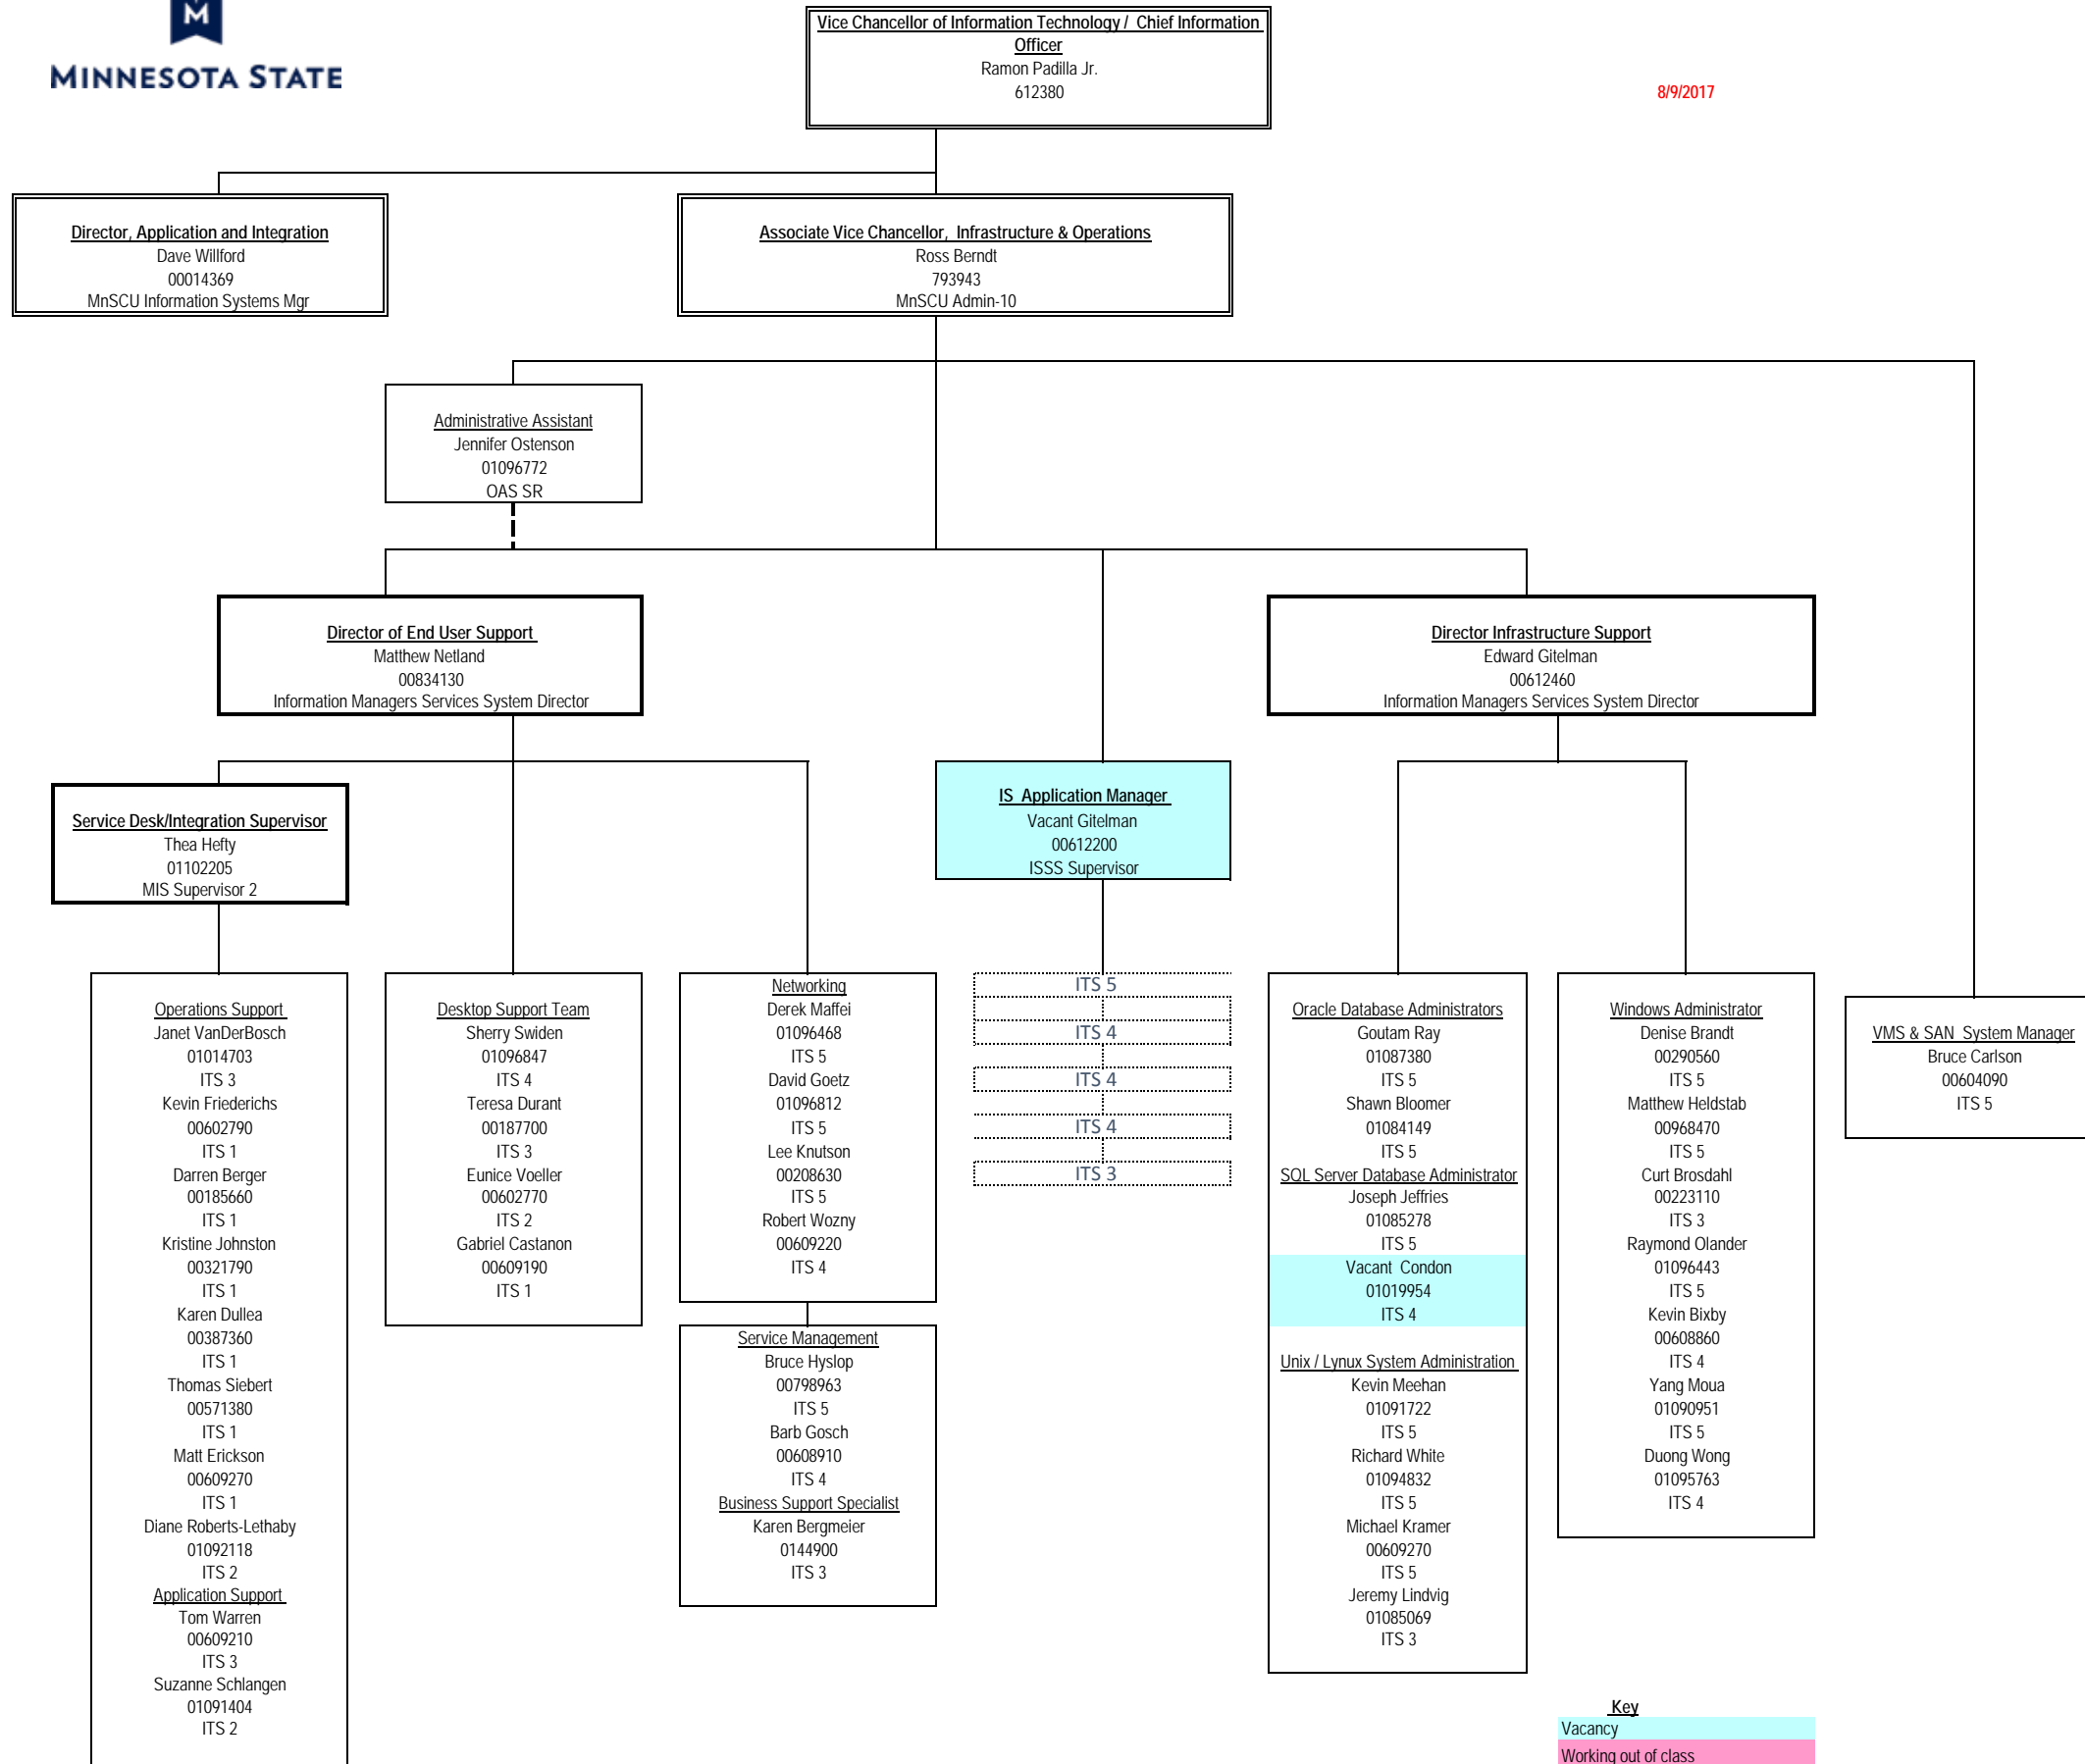 M
MINNESOTA STATE
Vice Chancellor of Information Technology / Chief Information
Officer
Ramon Padilla Jr.
612380
8/9/2017
Director, Application and Integration
Dave Willford
00014369
MnSCU Information Systems Mgr
Associate Vice Chancellor, Infrastructure & Operations
Ross Berndt
793943
MnSCU Admin-10
Administrative Assistant
Jennifer Ostenson
01096772
OAS SR
Director of End User Support
Matthew Netland
00834130
Information Managers Services System Director
Director Infrastructure Support
Edward Gitelman
00612460
Information Managers Services System Director
Service Desk/Integration Supervisor
Thea Hefty
01102205
MIS Supervisor 2
IS Application Manager
Vacant Gitelman
00612200
ISSS Supervisor
Operations Support
Janet VanDerBosch
01014703
ITS 3
Kevin Friederichs
00602790
ITS 1
Darren Berger
00185660
ITS 1
Kristine Johnston
00321790
ITS 1
Karen Dullea
00387360
ITS 1
Thomas Siebert
00571380
ITS 1
Matt Erickson
00609270
ITS 1
Diane Roberts-Lethaby
01092118
ITS 2
Application Support
Tom Warren
00609210
ITS 3
Suzanne Schlangen
01091404
ITS 2
Desktop Support Team
Sherry Swiden
01096847
ITS 4
Teresa Durant
00187700
ITS 3
Eunice Voeller
00602770
ITS 2
Gabriel Castanon
00609190
ITS 1
Networking
Derek Maffei
01096468
ITS 5
David Goetz
01096812
ITS 5
Lee Knutson
00208630
ITS 5
Robert Wozny
00609220
ITS 4
Service Management
Bruce Hyslop
00798963
ITS 5
Barb Gosch
00608910
ITS 4
Business Support Specialist
Karen Bergmeier
0144900
ITS 3
ITS 5
ITS 4
ITS 4
ITS 4
ITS 3
Oracle Database Administrators
Goutam Ray
01087380
ITS 5
Shawn Bloomer
01084149
ITS 5
SQL Server Database Administrator
Joseph Jeffries
01085278
ITS 5
Vacant Condon
01019954
ITS 4
Unix / Lynux System Administration
Kevin Meehan
01091722
ITS 5
Richard White
01094832
ITS 5
Michael Kramer
00609270
ITS 5
Jeremy Lindvig
01085069
ITS 3
Windows Administrator
Denise Brandt
00290560
ITS 5
Matthew Heldstab
00968470
ITS 5
Curt Brosdahl
00223110
ITS 3
Raymond Olander
01096443
ITS 5
Kevin Bixby
00608860
ITS 4
Yang Moua
01090951
ITS 5
Duong Wong
01095763
ITS 4
VMS & SAN System Manager
Bruce Carlson
00604090
ITS 5
Key
Vacancy
Working out of class